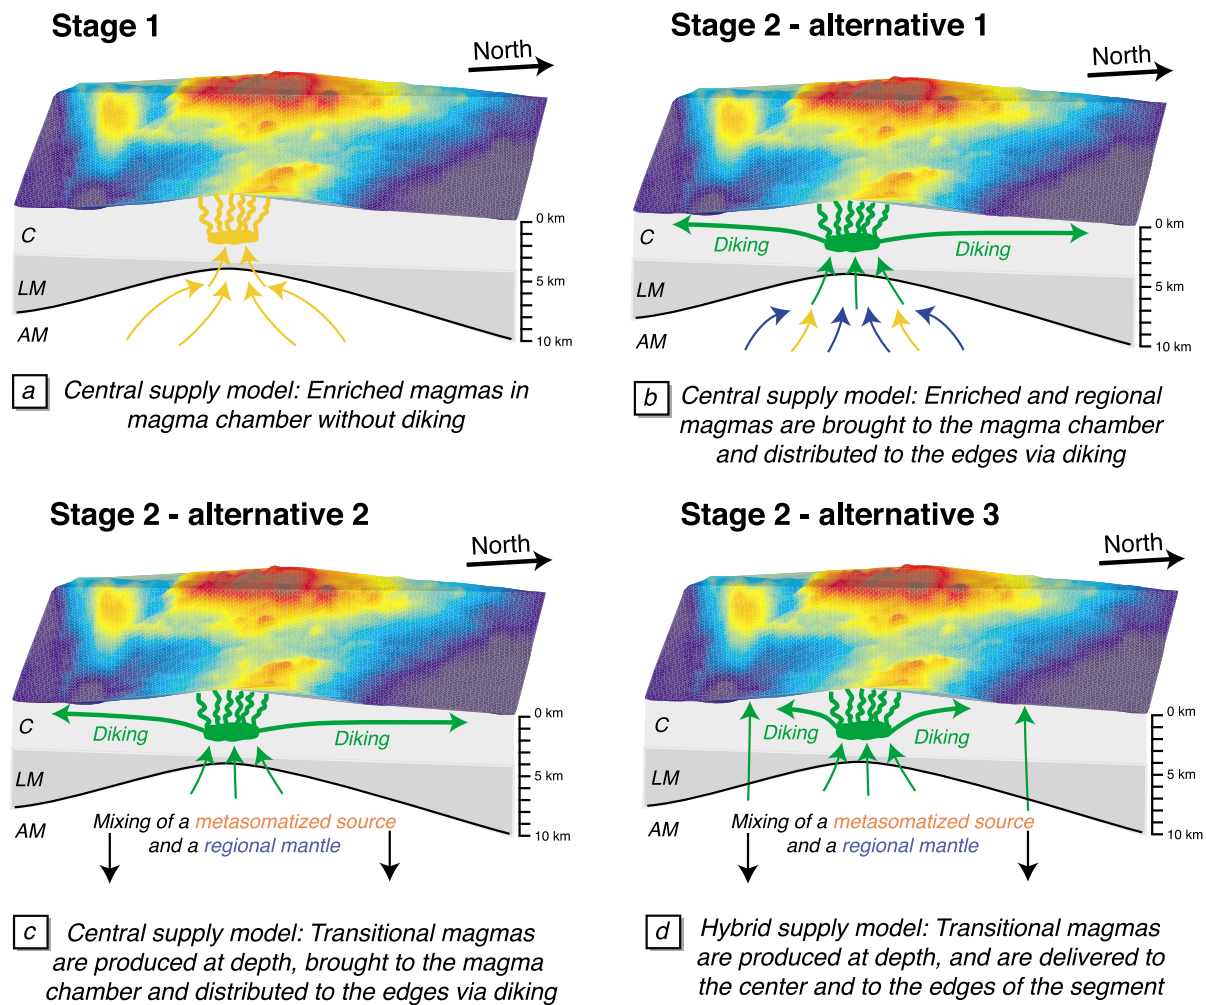 Stage 1
North
C
LM
AM
0 km
5 km
10 km
a Central supply model: Enriched magmas in
magma chamber without diking
Stage 2 - alternative 1
North
C
LM
AM
Diking
Diking
0 km
5 km
10 km
b Central supply model: Enriched and regional
magmas are brought to the magma chamber
and distributed to the edges via diking
Stage 2 - alternative 2
North
C
LM
AM
Diking
Diking
0 km
5 km
10 km
Mixing of a metasomatized source
and a regional mantle
c Central supply model: Transitional magmas
are produced at depth, brought to the magma
chamber and distributed to the edges via diking
Stage 2 - alternative 3
North
C
LM
AM
Diking
Diking
0 km
5 km
10 km
Mixing of a metasomatized source
and a regional mantle
d Hybrid supply model: Transitional magmas
are produced at depth, and are delivered to
the center and to the edges of the segment